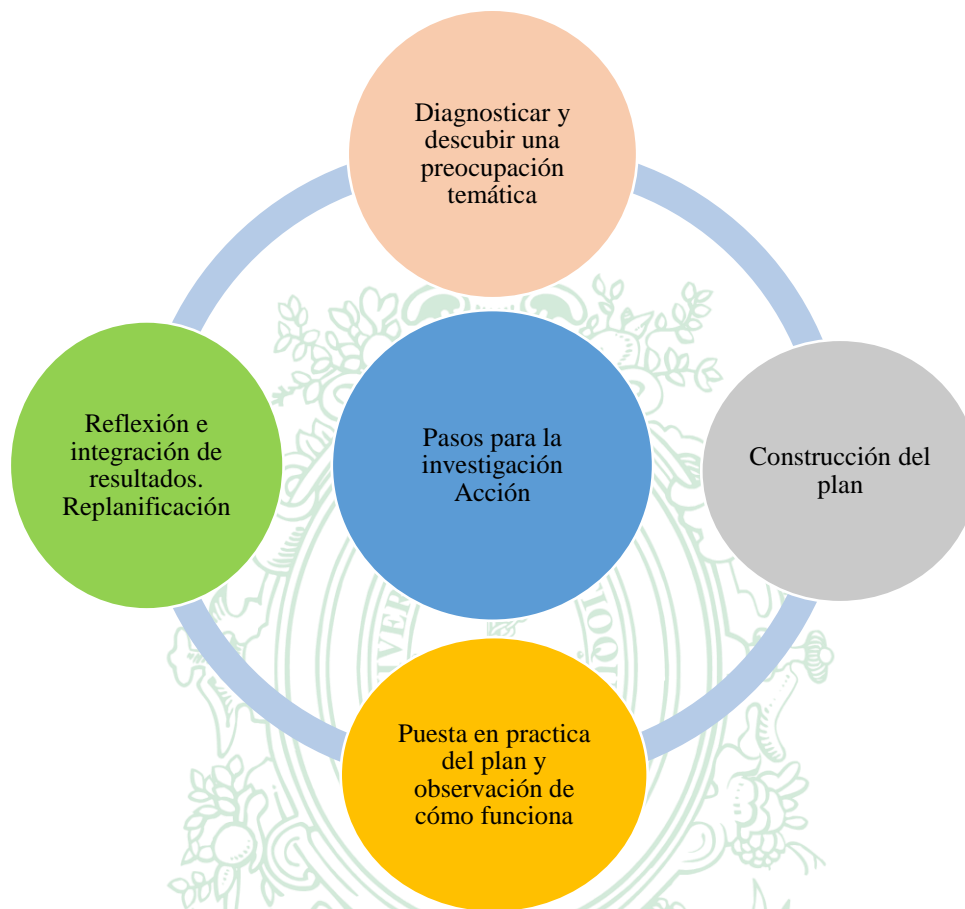 Diagnosticar y
descubir una
preocupación
temática
Reflexión e
integración de
resultados.
Replanificación
Pasos para la
investigación
Acción
Construcción del
plan
Puesta en practica
del plan y
observación de
cómo funciona